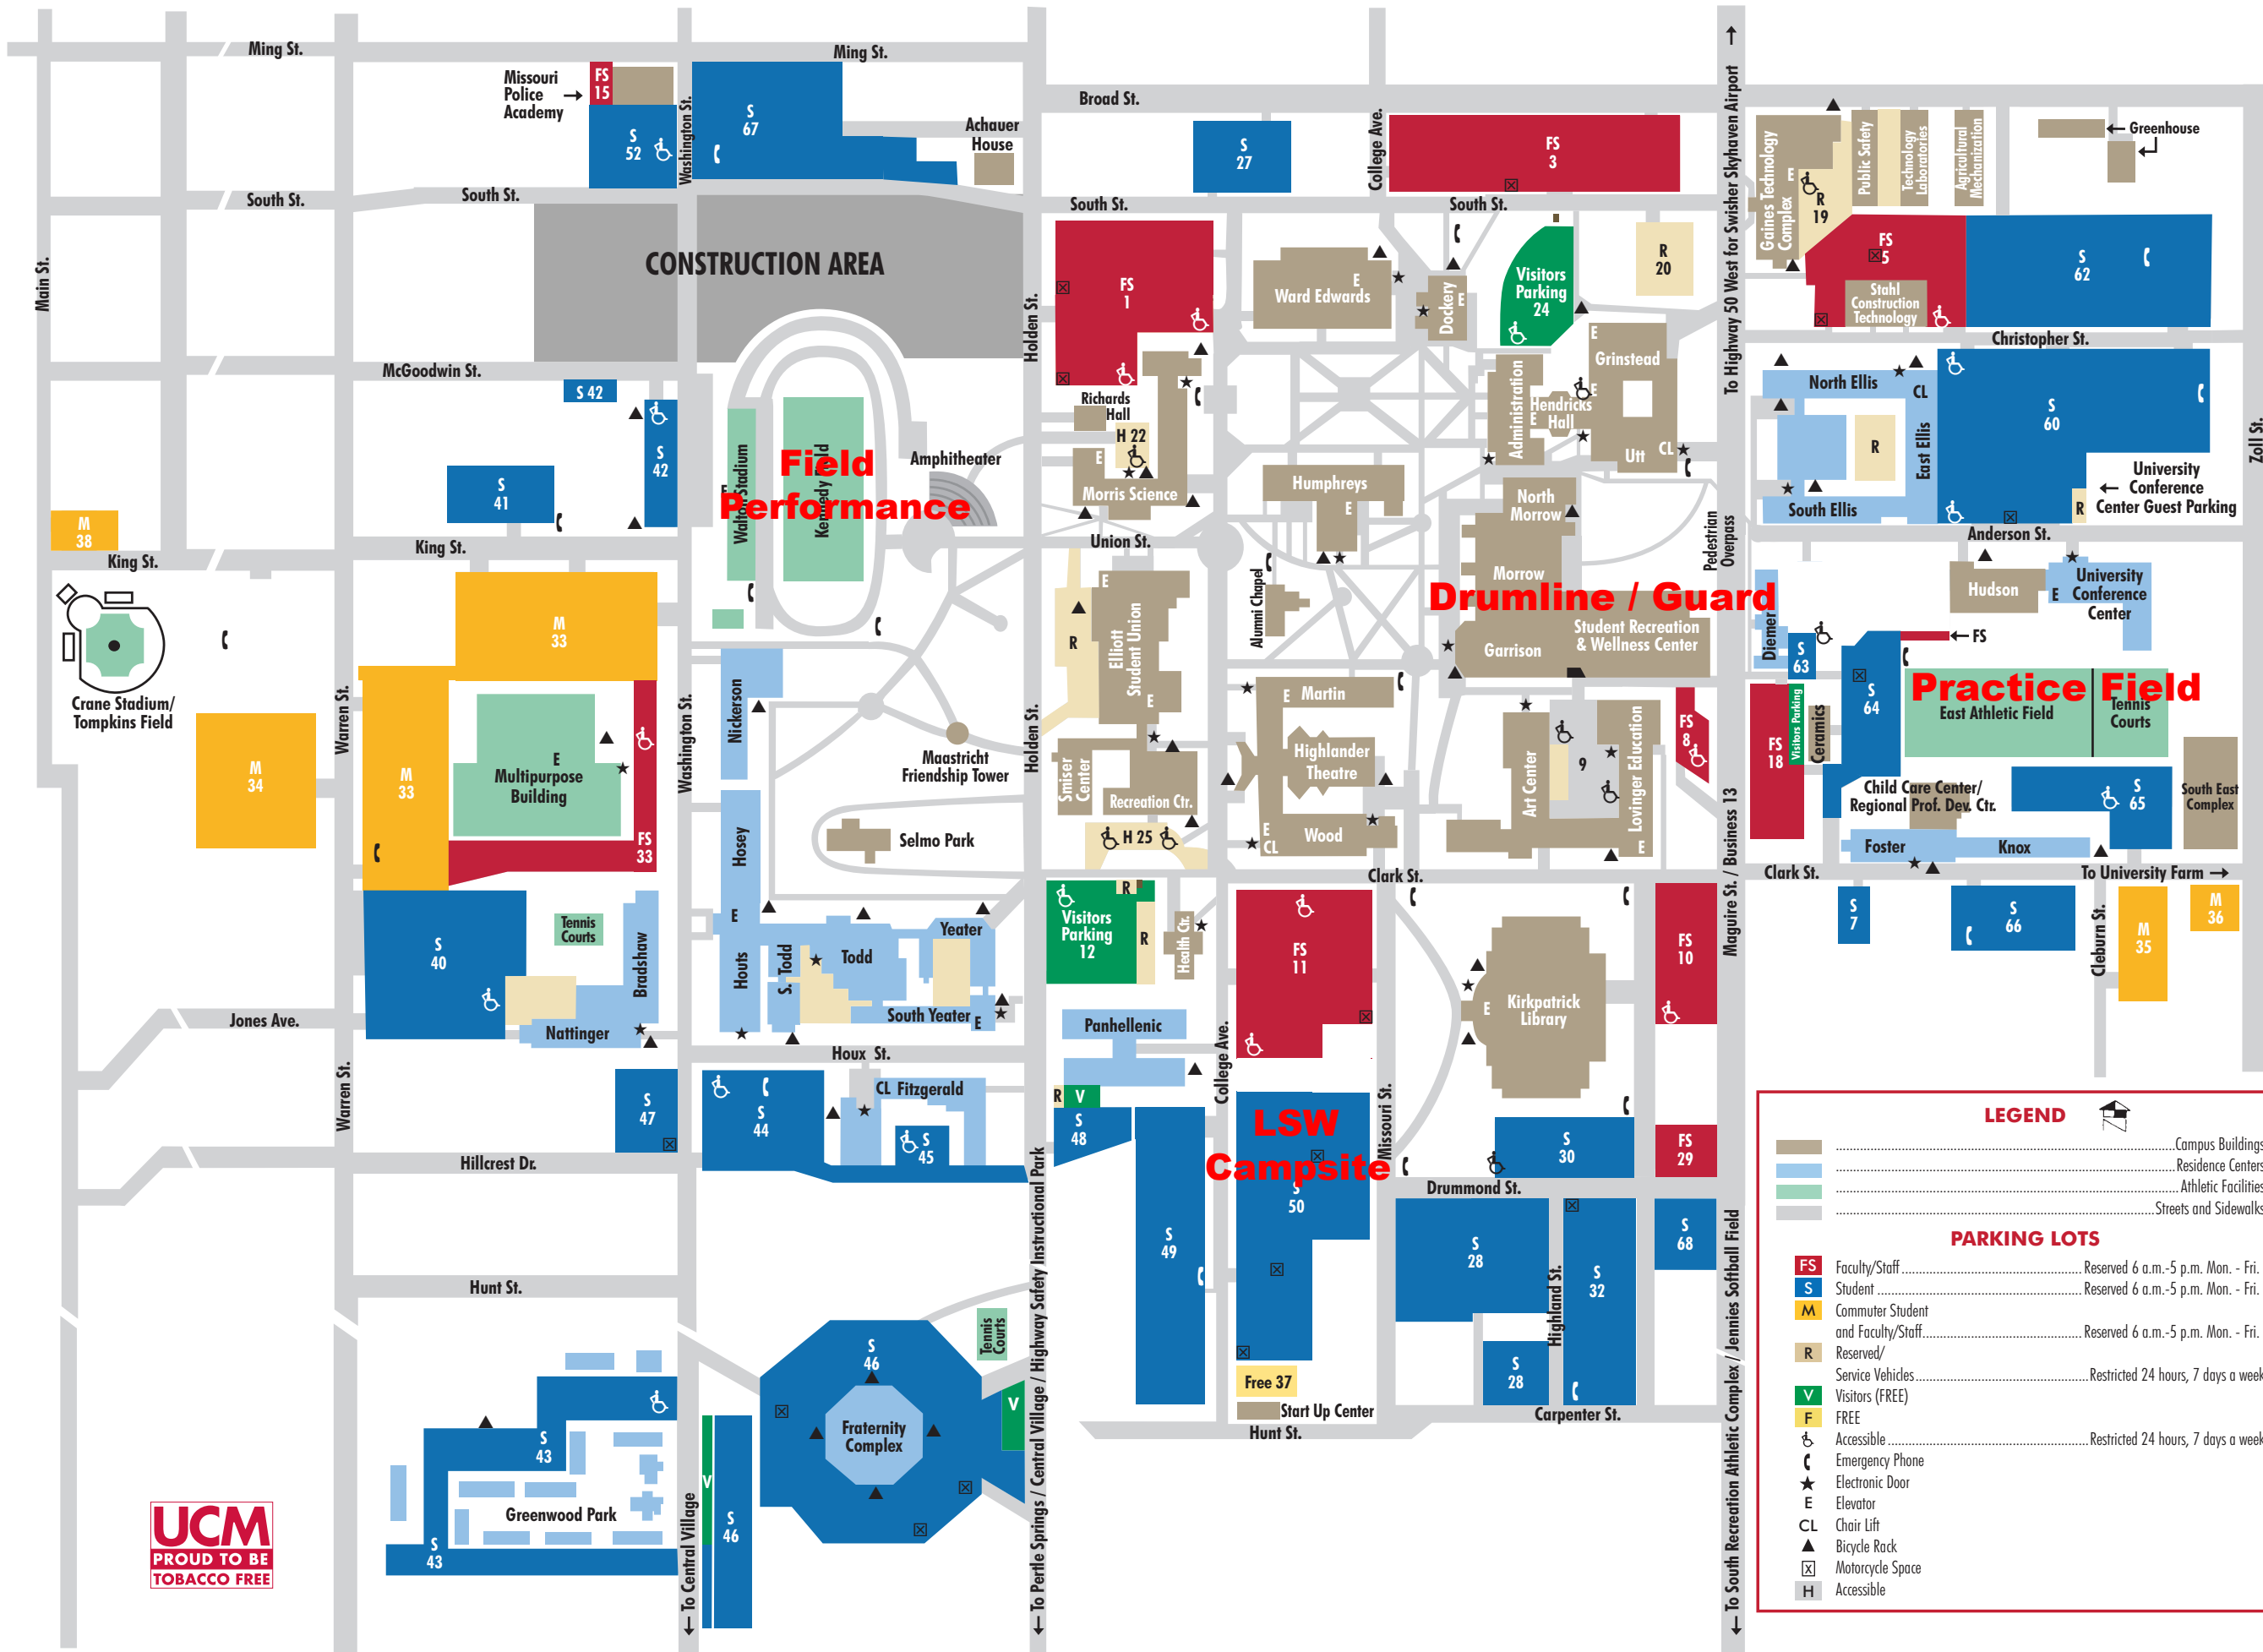 Ming St.
Ming St.
Missouri
Police
Academy
FS
15
S
52
Washington St.
S
67
Achauer
House
Broad St.
S
27
College Ave.
FS
3
To Highway 50 West for Swisher Skyhaven Airport
Gaines Technology
Complex
E
R
19
Public Safety
Technology
Laboratories
Agricultural
Mechanization
Greenhouse
South St.
South St.
South St.
South St.
Main St.
CONSTRUCTION AREA
Holden St.
FS
1
Ward Edwards
E
Dockery
E
Visitors
Parking
24
R
20
FS
5
Stahl
Construction
Technology
S
62
Christopher St.
McGoodwin St.
S 42
S
42
S
41
M
38
Walton Stadium
Kennedy Field
E
Field
Performance
Amphitheater
Richards
Hall
H 22
E
Morris Science
Humphreys
E
Administration
E
Hendricks
Hall
E
Grinstead
E
Utt
CL
North
Morrow
Morrow
North Ellis
CL
East Ellis
R
South Ellis
S
60
R
University
Conference
Center Guest Parking
Zoll St.
King St.
King St.
Union St.
Pedestrian
Overpass
Anderson St.
Crane Stadium/
Tompkins Field
M
33
M
33
M
34
Warren St.
E
Multipurpose
Building
FS
33
Washington St.
Nickerson
Hosey
E
Houts
Maastricht
Friendship Tower
Selmo Park
Holden St.
R
E
Elliott
Student Union
E
Smiser
Center
Recreation Ctr.
H 25
Alumni Chapel
Drumline / Guard
Garrison
Student Recreation
& Wellness Center
E
Martin
Highlander
Theatre
E
CL
Wood
Art Center
9
Lovinger Education
E
FS
8
Diemer
S
63
Hudson
E
University
Conference
Center
FS
S
64
Practice Field
East Athletic Field
Tennis
Courts
FS
18
Visitors Parking
Ceramics
Child Care Center/
Regional Prof. Dev. Ctr.
S
65
South East
Complex
Foster
Knox
Clark St.
Clark St.
To University Farm
S
40
Tennis
Courts
Bradshaw
Nattinger
S. Todd
Todd
Yeater
South Yeater
E
Visitors
Parking
12
R
R
Health Ctr.
FS
11
E
Kirkpatrick
Library
FS
10
Maguire St. / Business 13
S
7
S
66
Cleburn St.
M
35
M
36
Jones Ave.
Houx St.
Panhellenic
College Ave.
Missouri St.
Warren St.
S
47
S
44
CL
Fitzgerald
S
45
R
V
S
48
S
49
LSW
Campsite
S
50
S
30
FS
29
Hillcrest Dr.
Drummond St.
S
28
S
28
Highland St.
S
32
S
68
Hunt St.
Tennis
Courts
S
46
Fraternity
Complex
V
V
S
46
S
43
S
43
Greenwood Park
Free 37
Start Up Center
Hunt St.
Carpenter St.
To Central Village
To Pertle Springs / Central Village / Highway Safety Instructional Park
To South Recreation Athletic Complex / Jennies Softball Field
UCM
PROUD TO BE
TOBACCO FREE
LEGEND
Campus Buildings
Residence Centers
Athletic Facilities
Streets and Sidewalks
PARKING LOTS
FS Faculty/Staff Reserved 6 a.m.-5 p.m. Mon. - Fri.
S Student Reserved 6 a.m.-5 p.m. Mon. - Fri.
M Commuter Student
and Faculty/Staff Reserved 6 a.m.-5 p.m. Mon. - Fri.
R Reserved/
Service Vehicles Restricted 24 hours, 7 days a week
V Visitors (FREE)
F FREE
Accessible Restricted 24 hours, 7 days a week
Emergency Phone
Electronic Door
E Elevator
CL Chair Lift
Bicycle Rack
Motorcycle Space
H Accessible